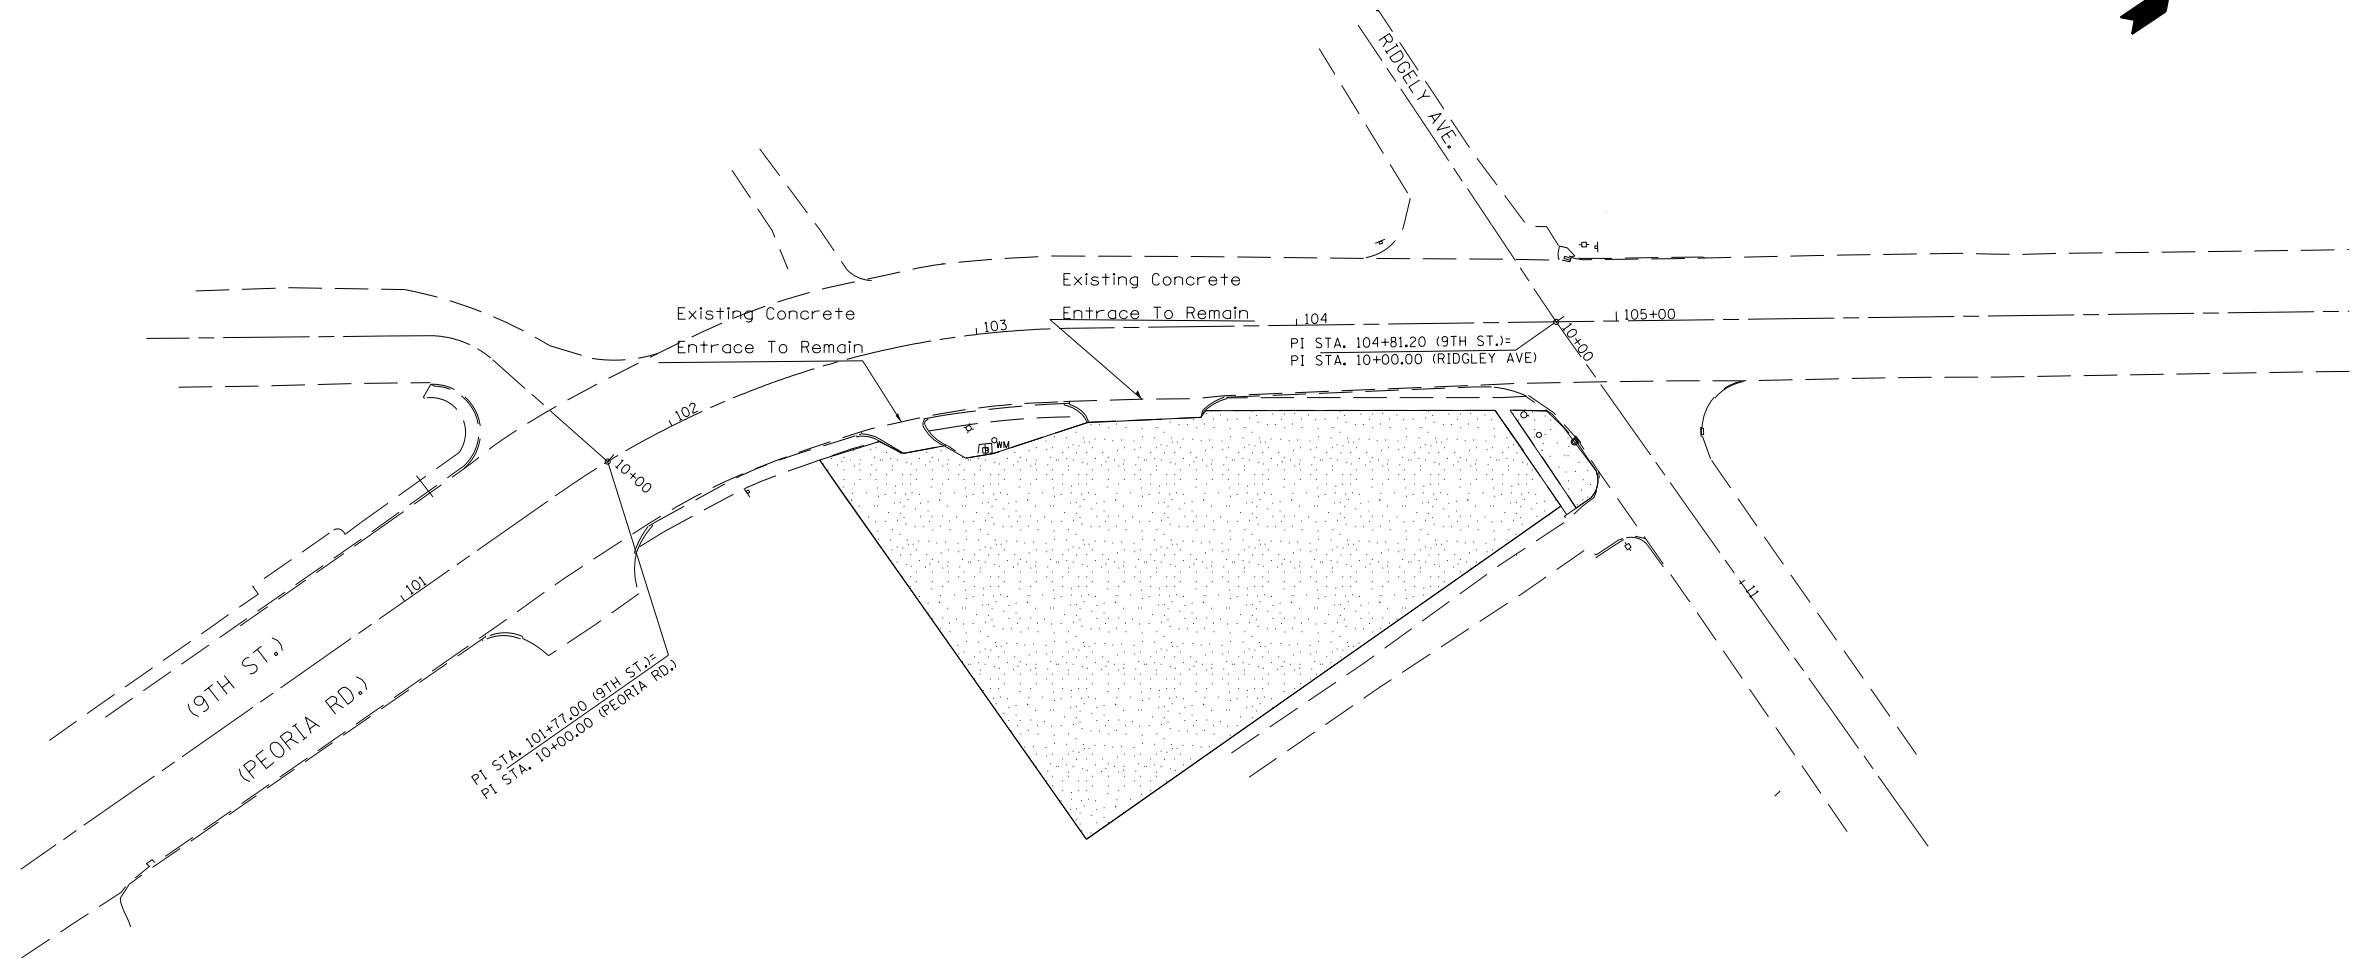 RIDGELY AVE.
Existing Concrete
Entrace To Remain
Existing Concrete
Entrace To Remain
103
104
105+00
10+00
PI STA. 104+81.20 (9TH ST.)=
PI STA. 10+00.00 (RIDGLEY AVE)
102
WM
10+00
101
11
(9TH ST.)
(PEORIA RD.)
PI STA. 101+77.00 (9TH ST.)=
PI STA. 10+00.00 (PEORIA RD.)